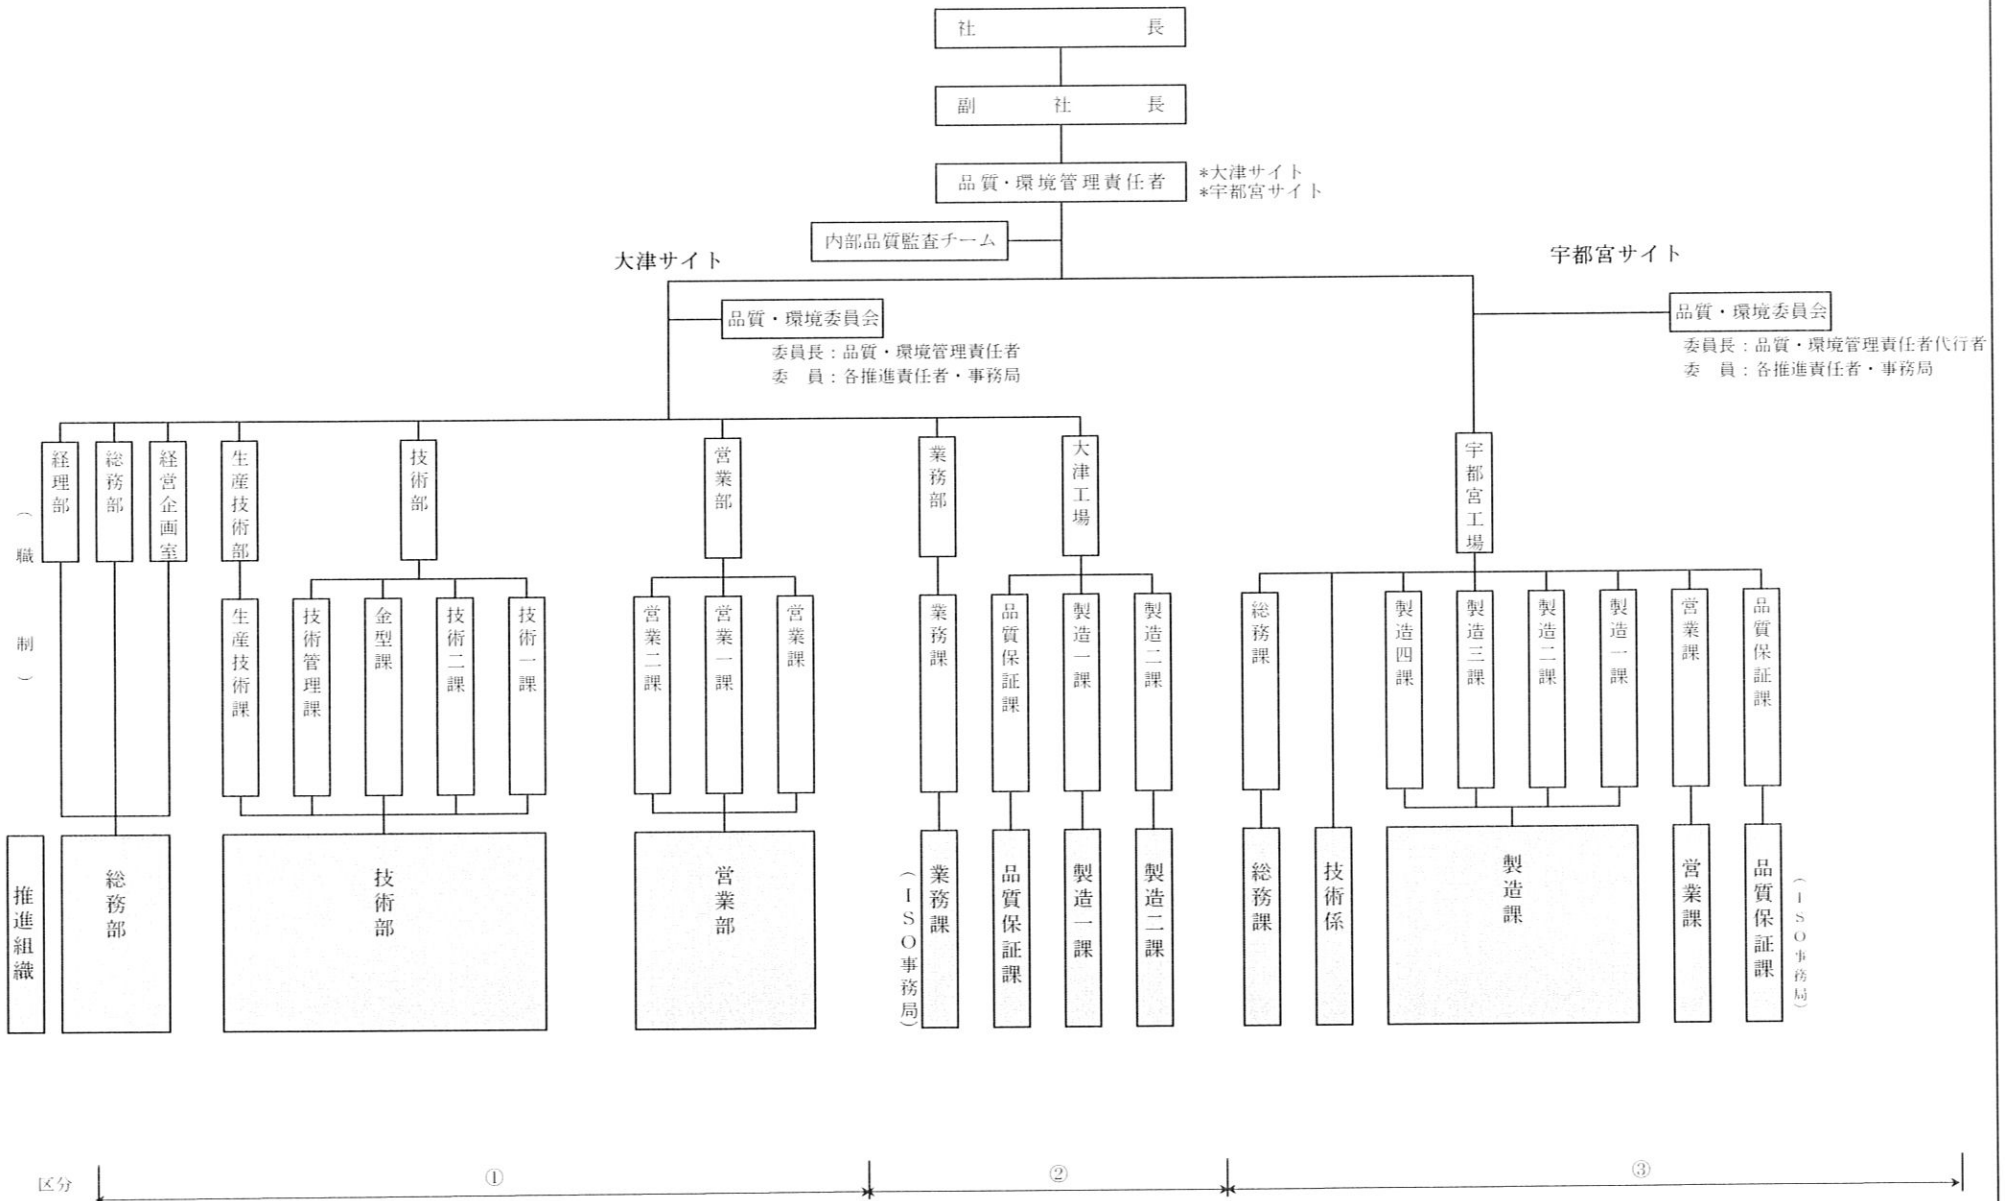 社長
副社長
品質・環境管理責任者
*大津サイト
*宇都宮サイト
内部品質監査チーム
大津サイト
宇都宮サイト
品質・環境委員会
委員長：品質・環境管理責任者
委　員：各推進責任者・事務局
品質・環境委員会
委員長：品質・環境管理責任者代行者
委　員：各推進責任者・事務局
（職制）
経理部
総務部
経営企画室
生産技術部
技術部
営業部
業務部
大津工場
宇都宮工場
生産技術課
技術管理課
金型課
技術二課
技術一課
営業二課
営業一課
営業課
業務課
品質保証課
製造一課
製造二課
総務課
製造四課
製造三課
製造二課
製造一課
営業課
品質保証課
推進組織
総務部
技術部
営業部
（ISO事務局）
業務課
品質保証課
製造一課
製造二課
総務課
技術係
製造課
営業課
品質保証課
（ISO事務局）
区分
①
②
③